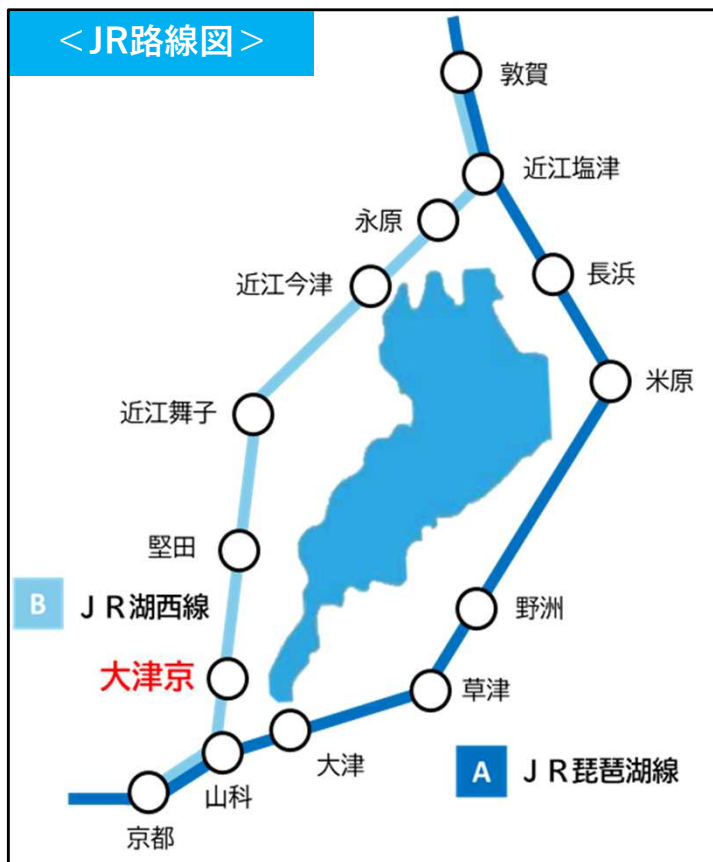 ＜JR路線図＞
敦賀
近江塩津
永原
近江今津
長浜
米原
近江舞子
堅田
B ＪＲ湖西線
野洲
大津京
草津
大津
A ＪＲ琵琶湖線
山科
京都